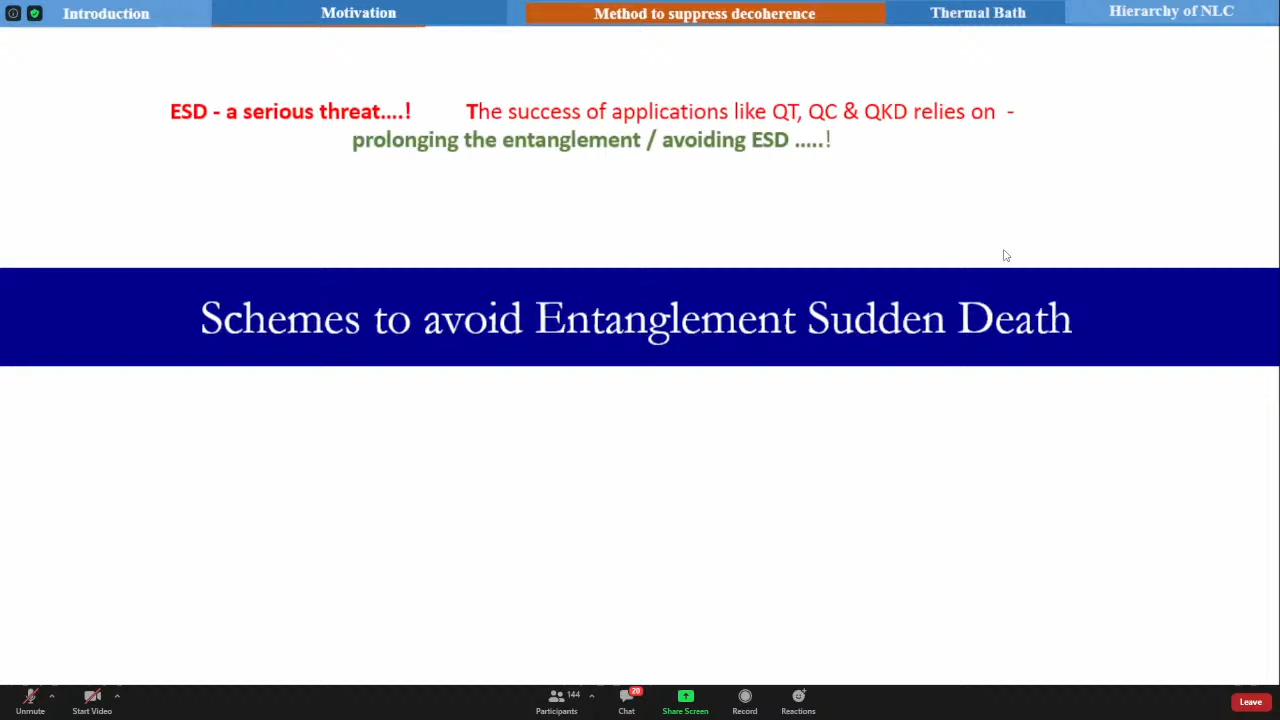 Introduction Motivation Method to suppress decoherence Thermal Bath Hierarchy of NLC
ESD - a serious threat....! The success of applications like QT, QC & QKD relies on -
prolonging the entanglement / avoiding ESD .....!
Schemes to avoid Entanglement Sudden Death
144 20
Unmute Start Video Participants Chat Share Screen Record Reactions Leave